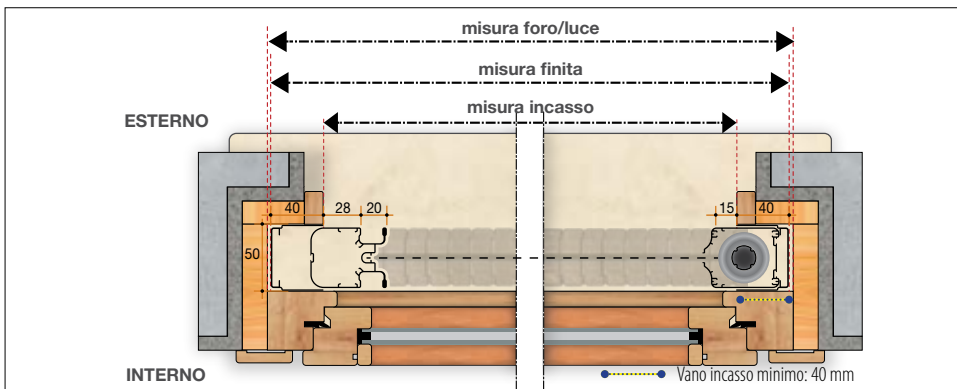 misura foro/luce
misura finita
misura incasso
ESTERNO
40 28 20 15 40
50
INTERNO
Vano incasso minimo: 40 mm